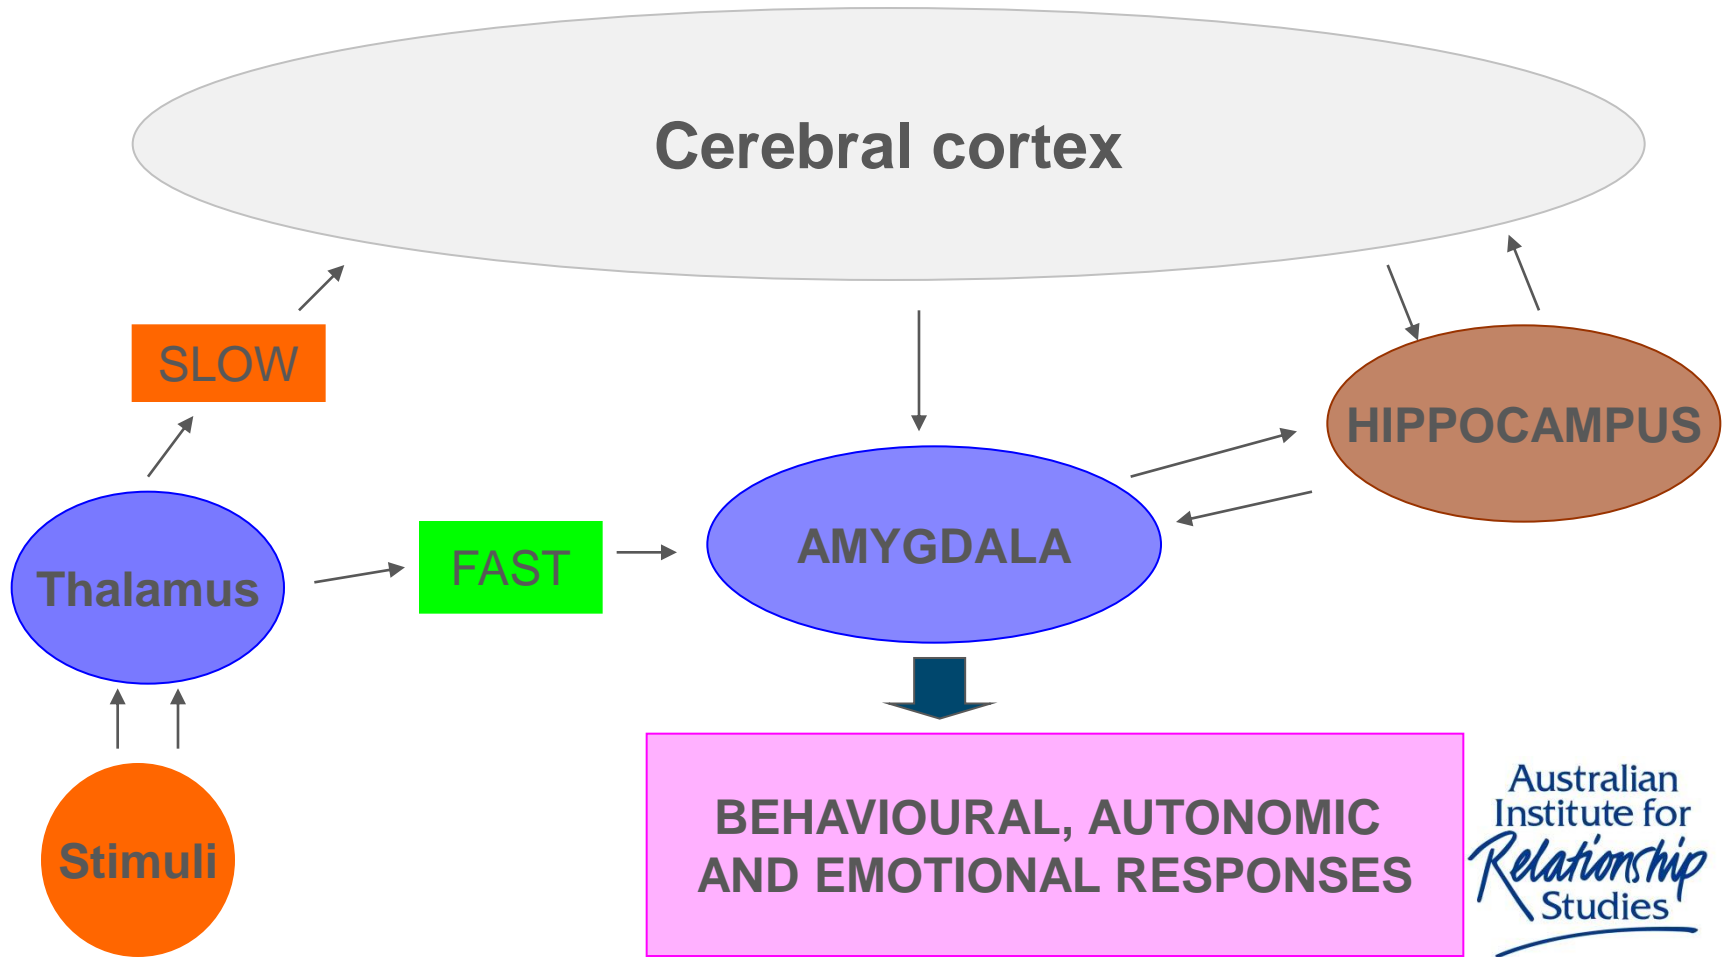 Cerebral cortex
SLOW
HIPPOCAMPUS
AMYGDALA
FAST
Thalamus
Stimuli
BEHAVIOURAL, AUTONOMIC
AND EMOTIONAL RESPONSES
Australian
Institute for
Relationship
Studies